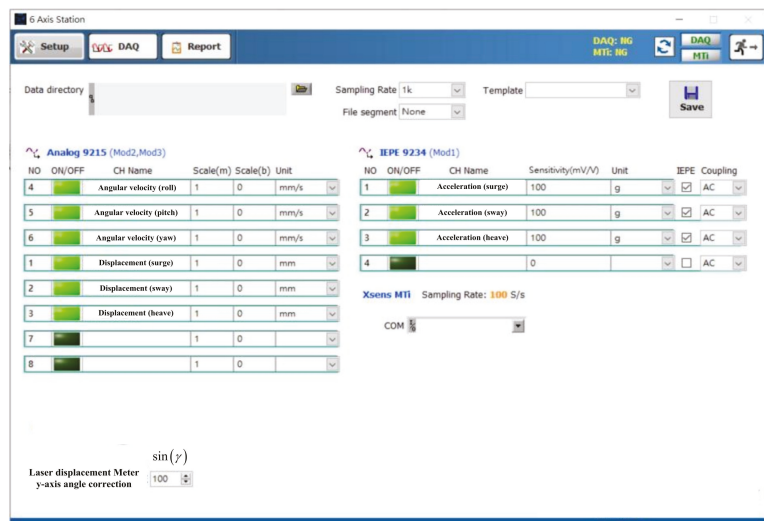 6 Axis Station
Setup DAQ Report DAQ: NG MTi: NG DAQ MTi
Data directory Sampling Rate 1k Template Save
File segment None
Analog 9215 (Mod2,Mod3)
NO ON/OFF CH Name Scale(m) Scale(b) Unit
4 Angular velocity (roll) 1 0 mm/s
5 Angular velocity (pitch) 1 0 mm/s
6 Angular velocity (yaw) 1 0 mm/s
1 Displacement (surge) 1 0 mm
2 Displacement (sway) 1 0 mm
3 Displacement (heave) 1 0 mm
7 1 0
8 1 0
IEPE 9234 (Mod1)
NO ON/OFF CH Name Sensitivity(mV/V) Unit IEPE Coupling
1 Acceleration (surge) 100 g AC
2 Acceleration (sway) 100 g AC
3 Acceleration (heave) 100 g AC
4 0 AC
Xsens MTi Sampling Rate: 100 S/s
COM
sin(γ)
Laser displacement Meter
y-axis angle correction 100